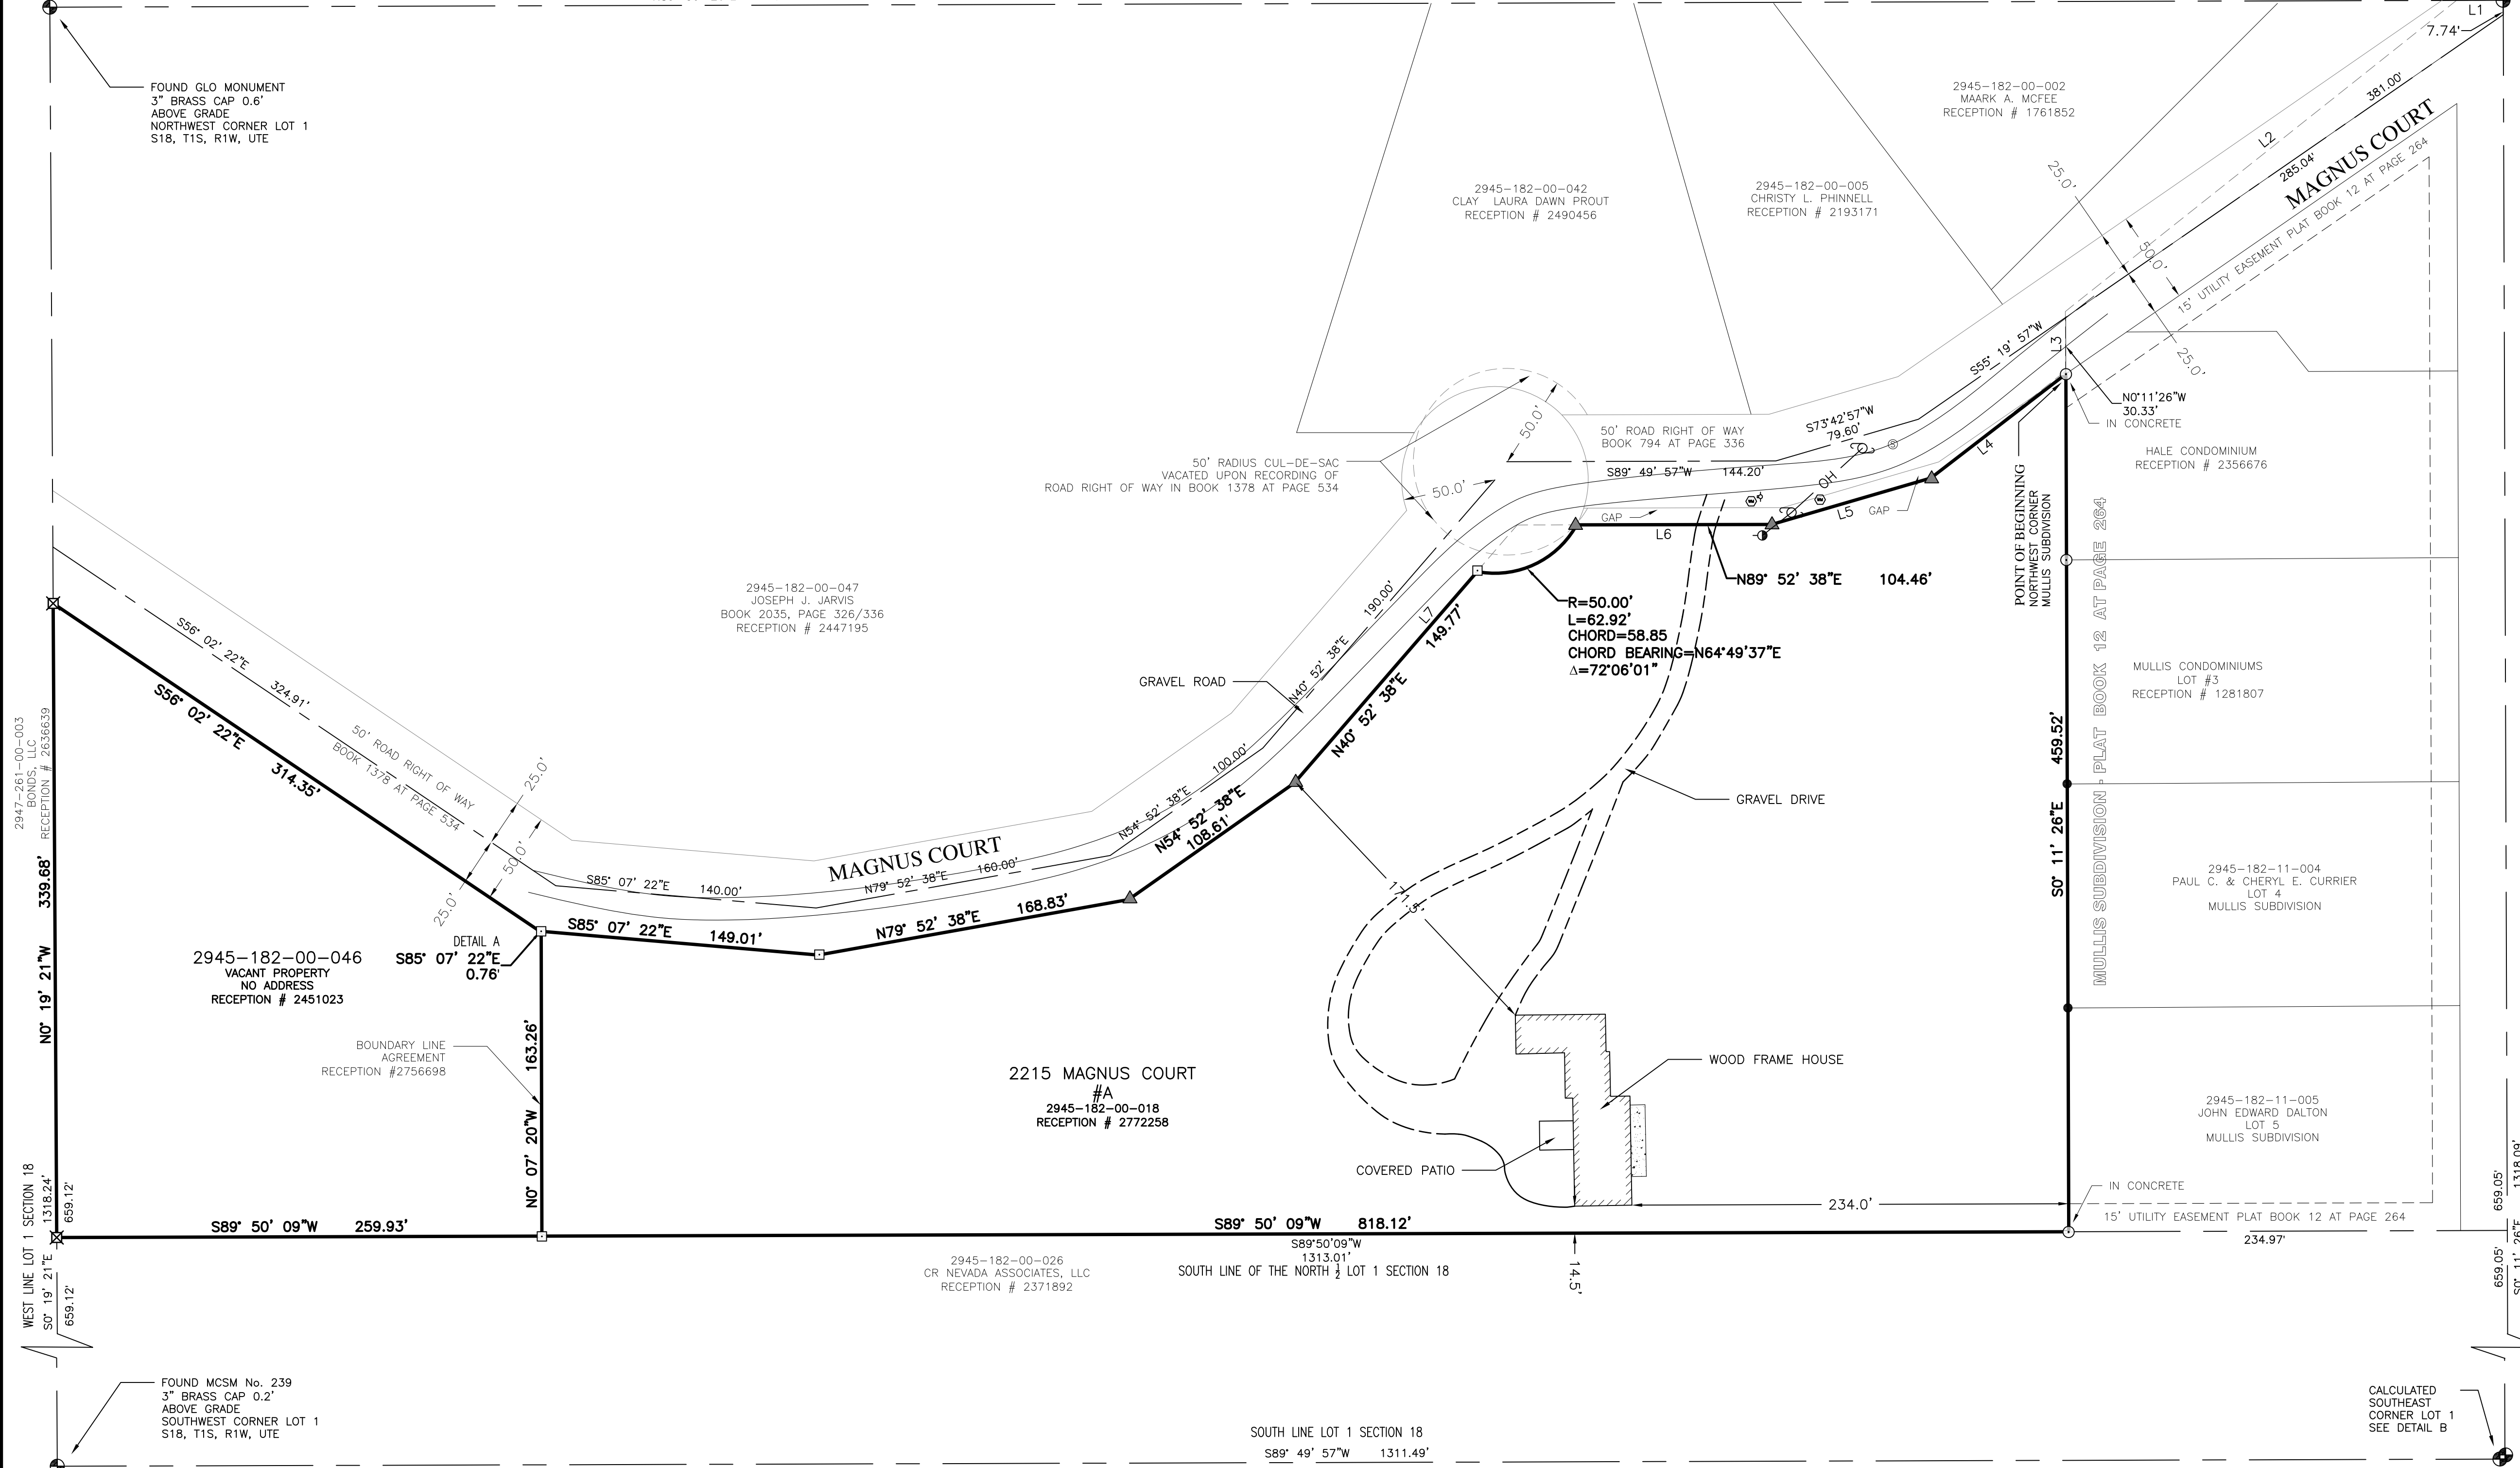 L1
7.74'
FOUND GLO MONUMENT
3" BRASS CAP 0.6'
ABOVE GRADE
NORTHWEST CORNER LOT 1
S18, T1S, R1W, UTE
2945-182-00-002
MAARK A. MCFEE
RECEPTION # 1761852
381.00'
L2
285.04'
MAGNUS COURT
15' UTILITY EASEMENT PLAT BOOK 12 AT PAGE 264
25.0'
50.0'
25.0'
2945-182-00-042
CLAY LAURA DAWN PROUT
RECEPTION # 2490456
2945-182-00-005
CHRISTY L. PHINNELL
RECEPTION # 2193171
S55° 19' 57"W
L3
N0°11'26"W
30.33'
IN CONCRETE
HALE CONDOMINIUM
RECEPTION # 2356676
50.0'
50' ROAD RIGHT OF WAY
BOOK 794 AT PAGE 336
S73°42'57"W
79.60'
S89° 49' 57"W 144.20'
OH
L4
L5
GAP
GAP
L6
50' RADIUS CUL-DE-SAC
VACATED UPON RECORDING OF
ROAD RIGHT OF WAY IN BOOK 1378 AT PAGE 534
50.0'
POINT OF BEGINNING
NORTHWEST CORNER
MULLIS SUBDIVISION
MULLIS SUBDIVISION - PLAT BOOK 12 AT PAGE 264
N89° 52' 38"E 104.46'
R=50.00'
L=62.92'
CHORD=58.85
CHORD BEARING=N64°49'37"E
Δ=72°06'01"
2945-182-00-047
JOSEPH J. JARVIS
BOOK 2035, PAGE 326/336
RECEPTION # 2447195
190.00'
N40° 52' 38"E
L7
149.77'
N40° 52' 38"E
GRAVEL ROAD
MULLIS CONDOMINIUMS
LOT #3
RECEPTION # 1281807
459.52'
S0° 11' 26"E
S56° 02' 22"E
324.91'
50' ROAD RIGHT OF WAY
BOOK 1378 AT PAGE 534
S56° 02' 22"E
314.35'
25.0'
50.0'
25.0'
2947-261-00-003
BONDS, LLC
RECEPTION # 2636639
339.68'
N0° 19' 21"W
100.00'
N54° 52' 38"E
N54° 52' 38"E
108.61'
MAGNUS COURT
S85° 07' 22"E 140.00'
N79° 52' 38"E 160.00'
S85° 07' 22"E 149.01'
N79° 52' 38"E 168.83'
GRAVEL DRIVE
171.5'
2945-182-11-004
PAUL C. & CHERYL E. CURRIER
LOT 4
MULLIS SUBDIVISION
2945-182-00-046
VACANT PROPERTY
NO ADDRESS
RECEPTION # 2451023
DETAIL A
S85° 07' 22"E
0.76'
BOUNDARY LINE
AGREEMENT
RECEPTION #2756698
163.26'
N0° 07' 20"W
2215 MAGNUS COURT
#A
2945-182-00-018
RECEPTION # 2772258
WOOD FRAME HOUSE
COVERED PATIO
2945-182-11-005
JOHN EDWARD DALTON
LOT 5
MULLIS SUBDIVISION
IN CONCRETE
234.0'
15' UTILITY EASEMENT PLAT BOOK 12 AT PAGE 264
234.97'
S89° 50' 09"W 259.93'
S89° 50' 09"W 818.12'
S89°50'09"W
1313.01'
SOUTH LINE OF THE NORTH ½ LOT 1 SECTION 18
14.5'
2945-182-00-026
CR NEVADA ASSOCIATES, LLC
RECEPTION # 2371892
WEST LINE LOT 1 SECTION 18
S0° 19' 21"E 1318.24'
659.12'
659.12'
659.05'
659.05'
S0° 11' 26"E 1318.09'
FOUND MCSM No. 239
3" BRASS CAP 0.2'
ABOVE GRADE
SOUTHWEST CORNER LOT 1
S18, T1S, R1W, UTE
SOUTH LINE LOT 1 SECTION 18
S89° 49' 57"W 1311.49'
CALCULATED
SOUTHEAST
CORNER LOT 1
SEE DETAIL B